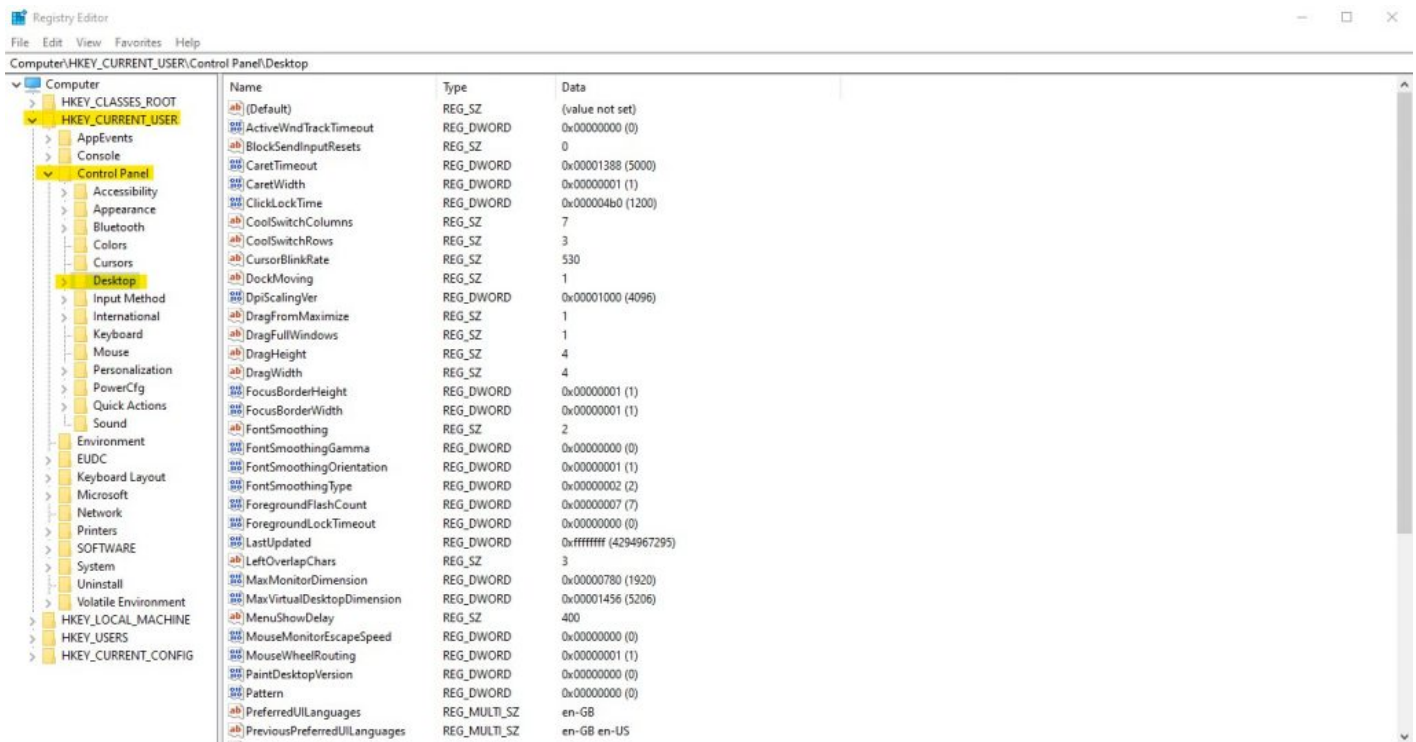 Registry Editor
File Edit View Favorites Help
Computer\HKEY_CURRENT_USER\Control Panel\Desktop
Computer
HKEY_CLASSES_ROOT
HKEY_CURRENT_USER
AppEvents
Console
Control Panel
Accessibility
Appearance
Bluetooth
Colors
Cursors
Desktop
Input Method
International
Keyboard
Mouse
Personalization
PowerCfg
Quick Actions
Sound
Environment
EUDC
Keyboard Layout
Microsoft
Network
Printers
SOFTWARE
System
Uninstall
Volatile Environment
HKEY_LOCAL_MACHINE
HKEY_USERS
HKEY_CURRENT_CONFIG
Name Type Data
(Default) REG_SZ (value not set)
ActiveWndTrackTimeout REG_DWORD 0x00000000 (0)
BlockSendInputResets REG_SZ 0
CaretTimeout REG_DWORD 0x00001388 (5000)
CaretWidth REG_DWORD 0x00000001 (1)
ClickLockTime REG_DWORD 0x000004b0 (1200)
CoolSwitchColumns REG_SZ 7
CoolSwitchRows REG_SZ 3
CursorBlinkRate REG_SZ 530
DockMoving REG_SZ 1
DpiScalingVer REG_DWORD 0x00001000 (4096)
DragFromMaximize REG_SZ 1
DragFullWindows REG_SZ 1
DragHeight REG_SZ 4
DragWidth REG_SZ 4
FocusBorderHeight REG_DWORD 0x00000001 (1)
FocusBorderWidth REG_DWORD 0x00000001 (1)
FontSmoothing REG_SZ 2
FontSmoothingGamma REG_DWORD 0x00000000 (0)
FontSmoothingOrientation REG_DWORD 0x00000001 (1)
FontSmoothingType REG_DWORD 0x00000002 (2)
ForegroundFlashCount REG_DWORD 0x00000007 (7)
ForegroundLockTimeout REG_DWORD 0x00000000 (0)
LastUpdated REG_DWORD 0xffffffff (4294967295)
LeftOverlapChars REG_SZ 3
MaxMonitorDimension REG_DWORD 0x00000780 (1920)
MaxVirtualDesktopDimension REG_DWORD 0x00001456 (5206)
MenuShowDelay REG_SZ 400
MouseMonitorEscapeSpeed REG_DWORD 0x00000000 (0)
MouseWheelRouting REG_DWORD 0x00000001 (1)
PaintDesktopVersion REG_DWORD 0x00000000 (0)
Pattern REG_DWORD 0x00000000 (0)
PreferredUILanguages REG_MULTI_SZ en-GB
PreviousPreferredUILanguages REG_MULTI_SZ en-GB en-US